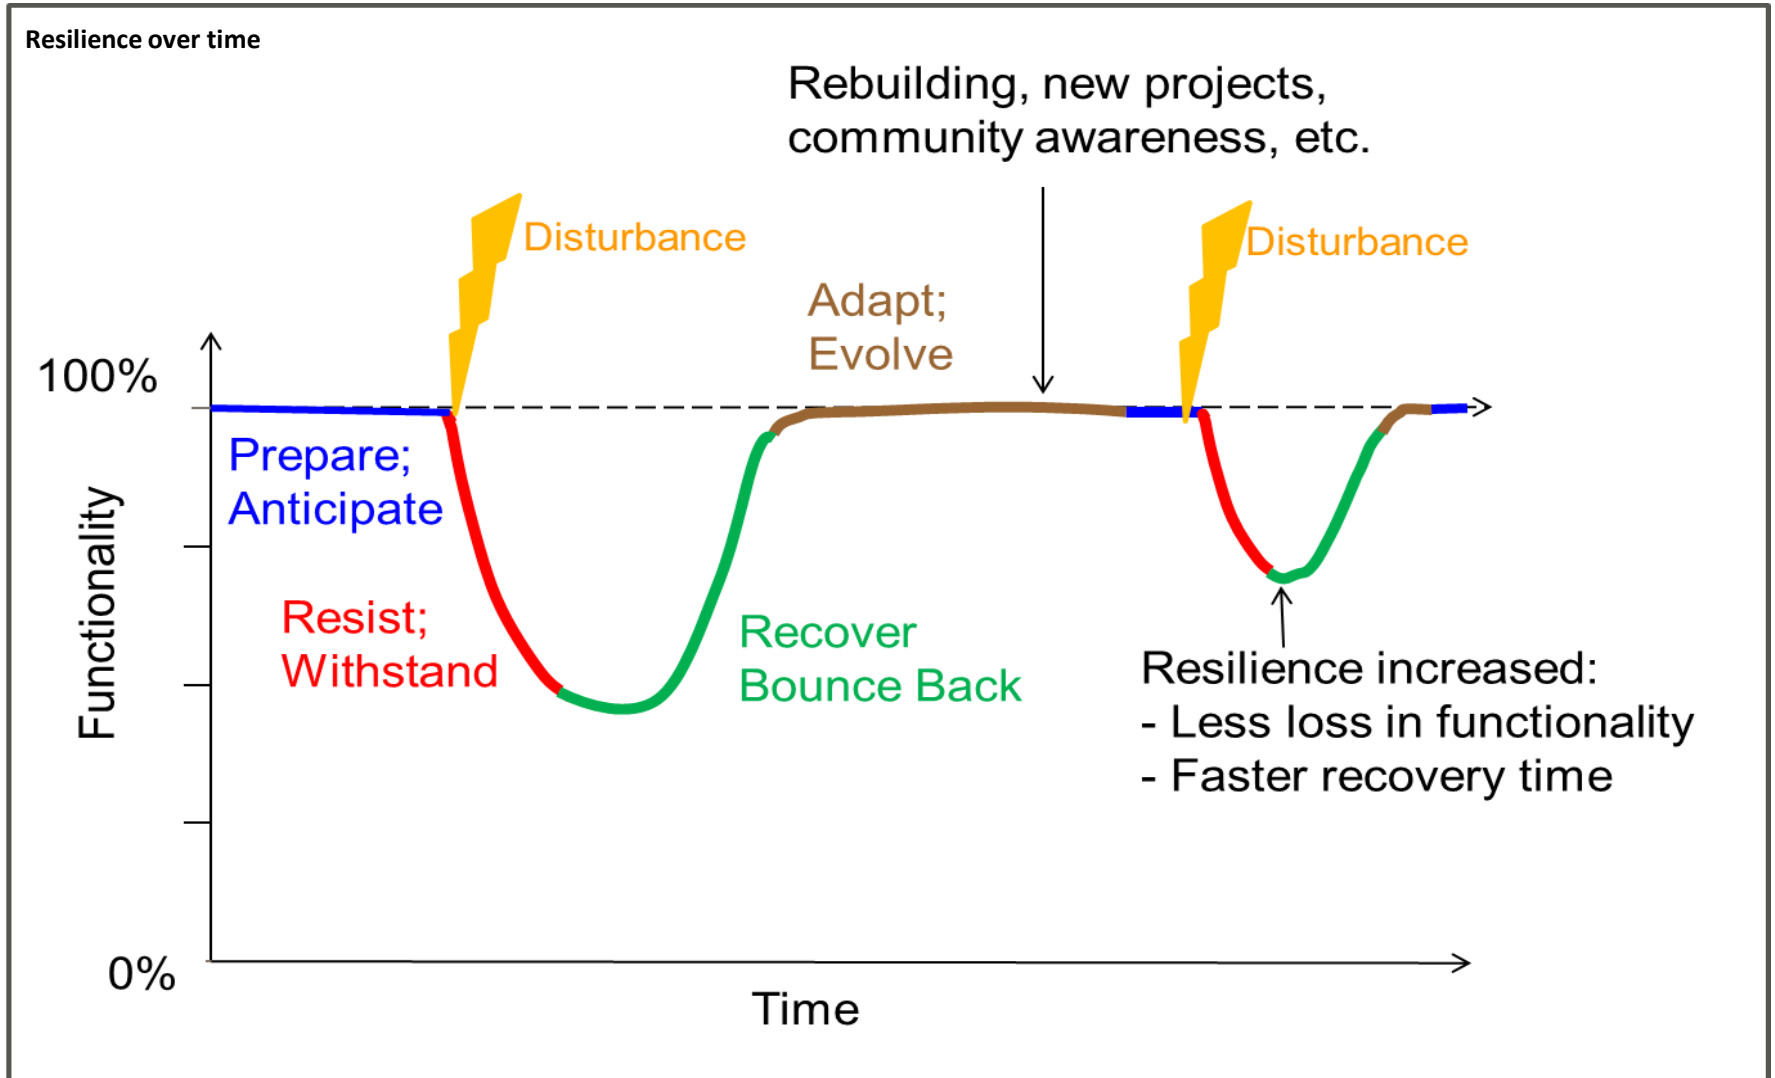 Resilience over time
Rebuilding, new projects,
community awareness, etc.
Disturbance
Disturbance
Adapt;
Evolve
100%
Prepare;
Anticipate
Functionality
Resist;
Withstand
Recover
Bounce Back
Resilience increased:
- Less loss in functionality
- Faster recovery time
0%
Time